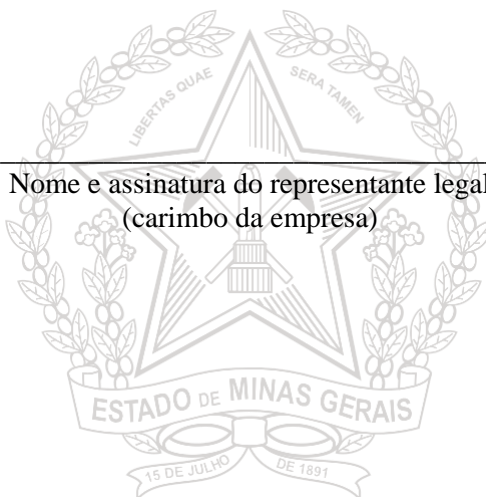 LIBERTAS QUAE SERA TAMEN
Nome e assinatura do representante legal
(carimbo da empresa)
ESTADO DE MINAS GERAIS
15 DE JULHO DE 1891